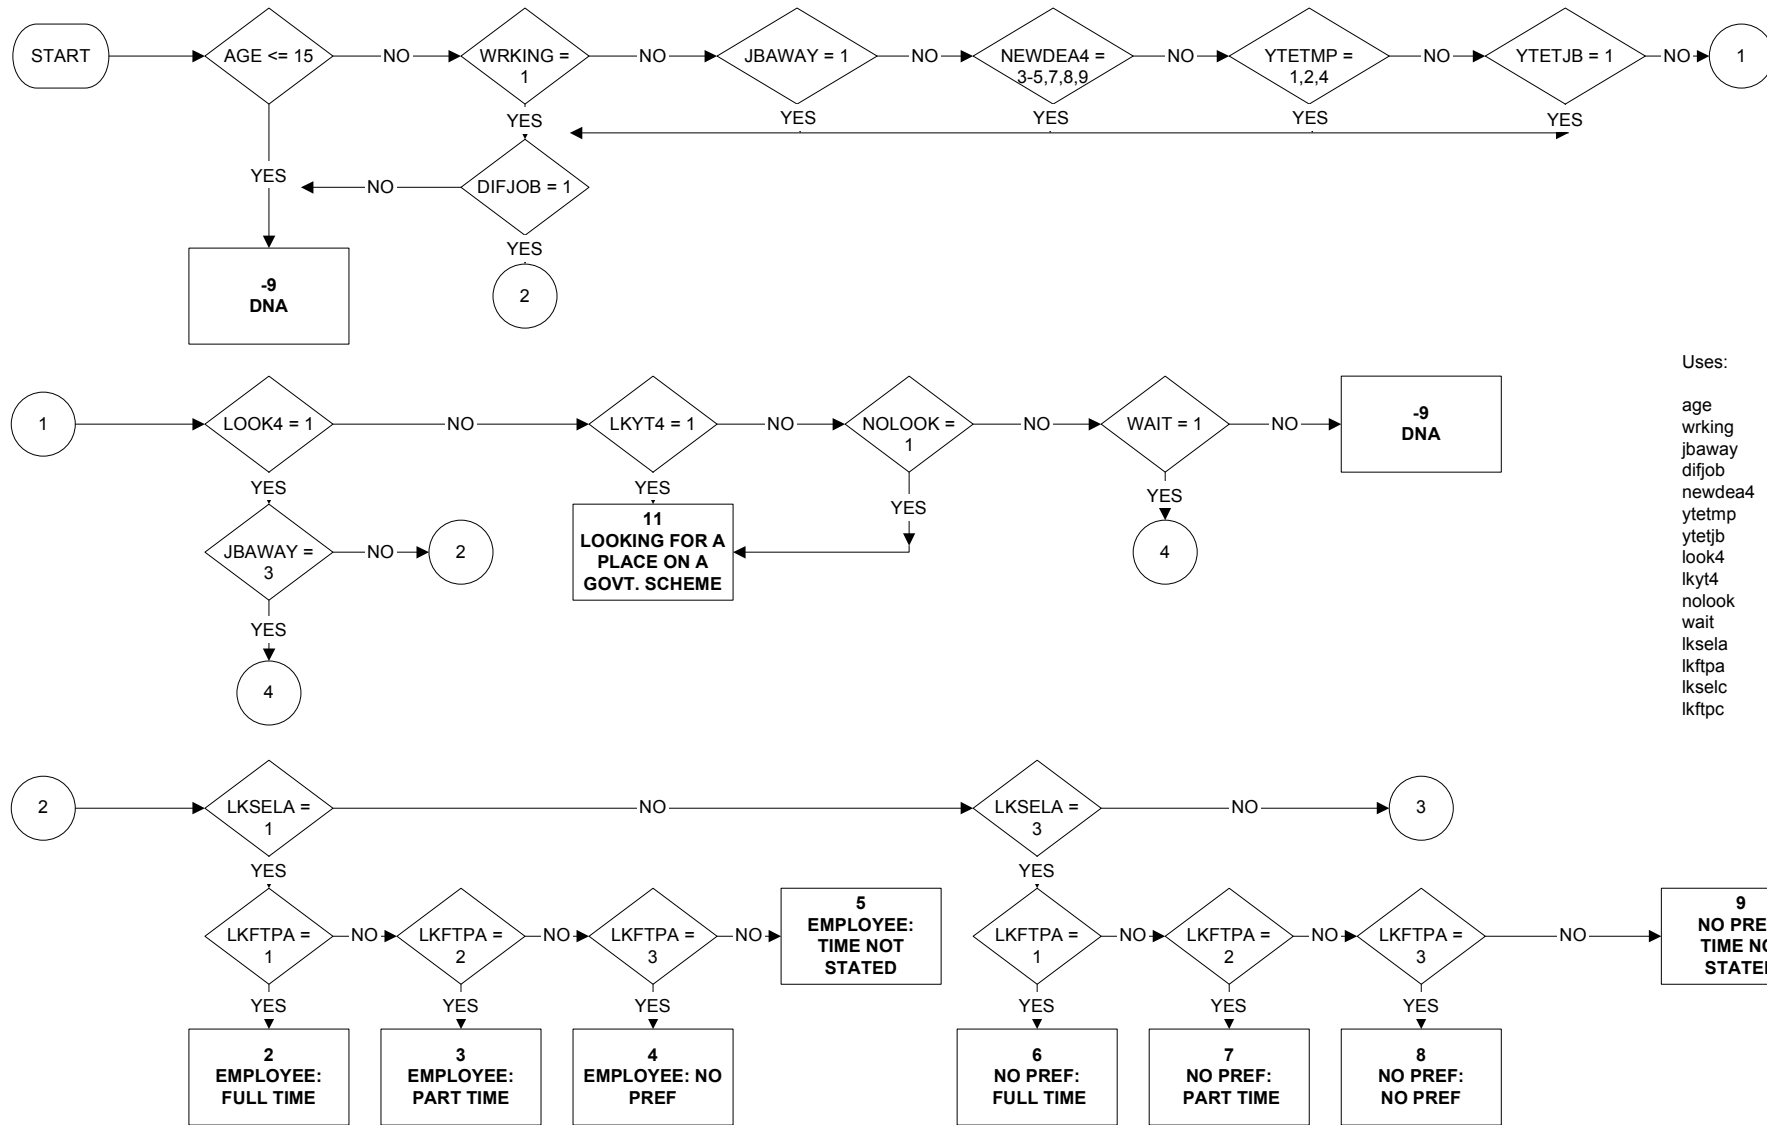 START
AGE <= 15
NO
WRKING =
1
NO
JBAWAY = 1
NO
NEWDEA4 =
3-5,7,8,9
NO
YTETMP =
1,2,4
NO
YTETJB = 1
NO
1
YES
YES
YES
YES
YES
YES
NO
DIFJOB = 1
YES
-9
DNA
2
Uses:
age
wrking
jbaway
difjob
newdea4
ytetmp
ytetjb
look4
lkyt4
nolook
wait
lksela
lkftpa
lkselc
lkftpc
1
LOOK4 = 1
NO
LKYT4 = 1
NO
NOLOOK =
1
NO
WAIT = 1
NO
-9
DNA
YES
YES
YES
YES
JBAWAY =
3
NO
2
11
LOOKING FOR A
PLACE ON A
GOVT. SCHEME
4
YES
4
2
LKSELA =
1
NO
LKSELA =
3
NO
3
YES
YES
LKFTPA =
1
NO
LKFTPA =
2
NO
LKFTPA =
3
NO
5
EMPLOYEE:
TIME NOT
STATED
LKFTPA =
1
NO
LKFTPA =
2
NO
LKFTPA =
3
NO
9
NO PRE
TIME NO
STATE
YES
YES
YES
YES
YES
YES
2
EMPLOYEE:
FULL TIME
3
EMPLOYEE:
PART TIME
4
EMPLOYEE: NO
PREF
6
NO PREF:
FULL TIME
7
NO PREF:
PART TIME
8
NO PREF:
NO PREF